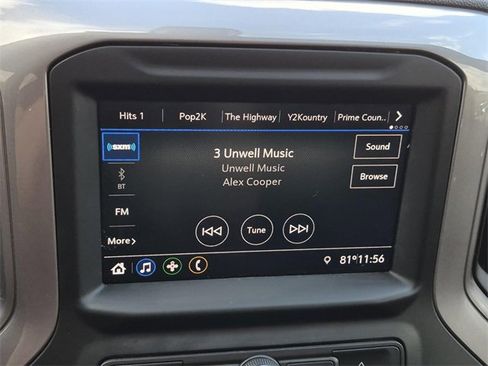 Hits 1 Pop2K The Highway Y2Kountry Prime Coun..
((SXM))
3 Unwell Music
Sound
Unwell Music
BT
Alex Cooper
Browse
FM
Tune
More
81° 11:56